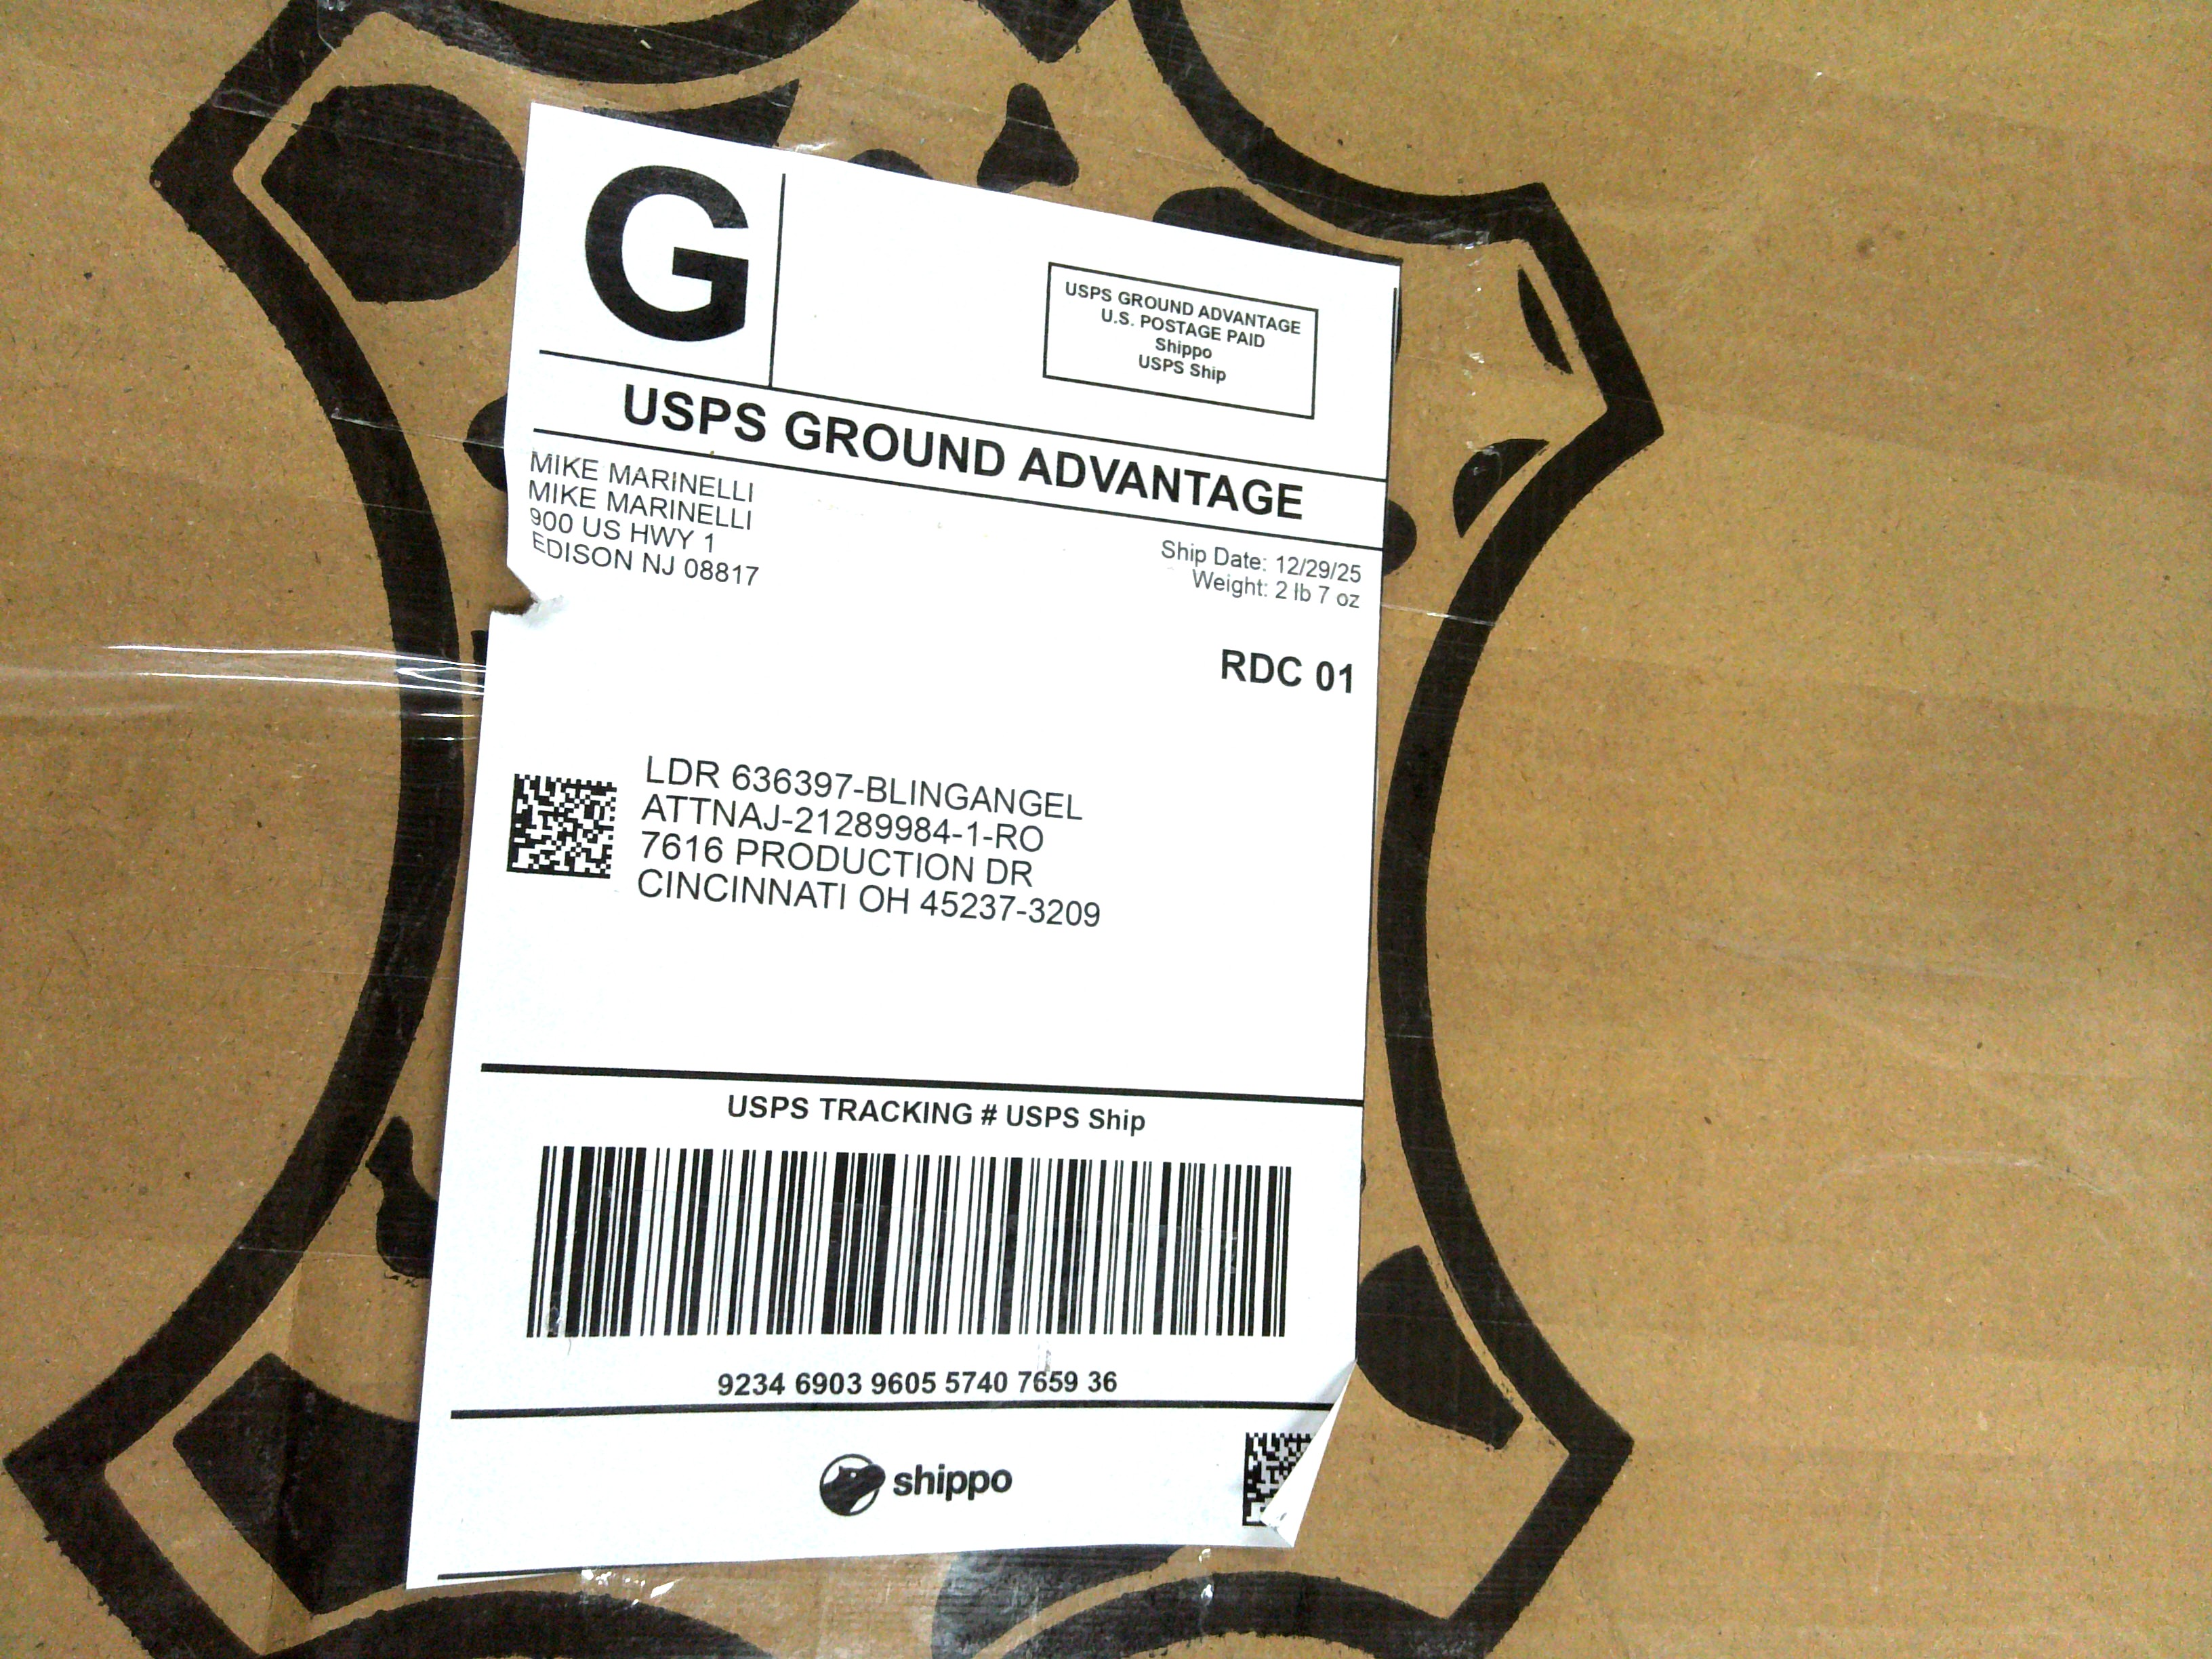 G
USPS GROUND ADVANTAGE
U.S. POSTAGE PAID
Shippo
USPS Ship
USPS GROUND ADVANTAGE
MIKE MARINELLI
MIKE MARINELLI
900 US HWY 1
EDISON NJ 08817
Ship Date: 12/29/25
Weight: 2 lb 7 oz
RDC 01
LDR 636397-BLINGANGEL
ATTNAJ-21289984-1-RO
7616 PRODUCTION DR
CINCINNATI OH 45237-3209
USPS TRACKING # USPS Ship
9234 6903 9605 5740 7659 36
shippo